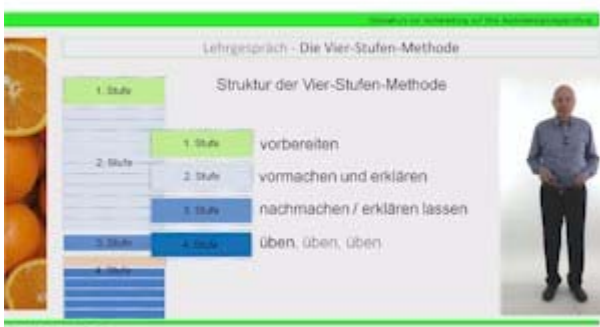 Lehrgespräch - Die Vier-Stufen-Methode
Struktur der Vier-Stufen-Methode
1. Stufe
2. Stufe
3. Stufe
4. Stufe
1. Stufe vorbereiten
2. Stufe vormachen und erklären
3. Stufe nachmachen / erklären lassen
4. Stufe üben, üben, üben